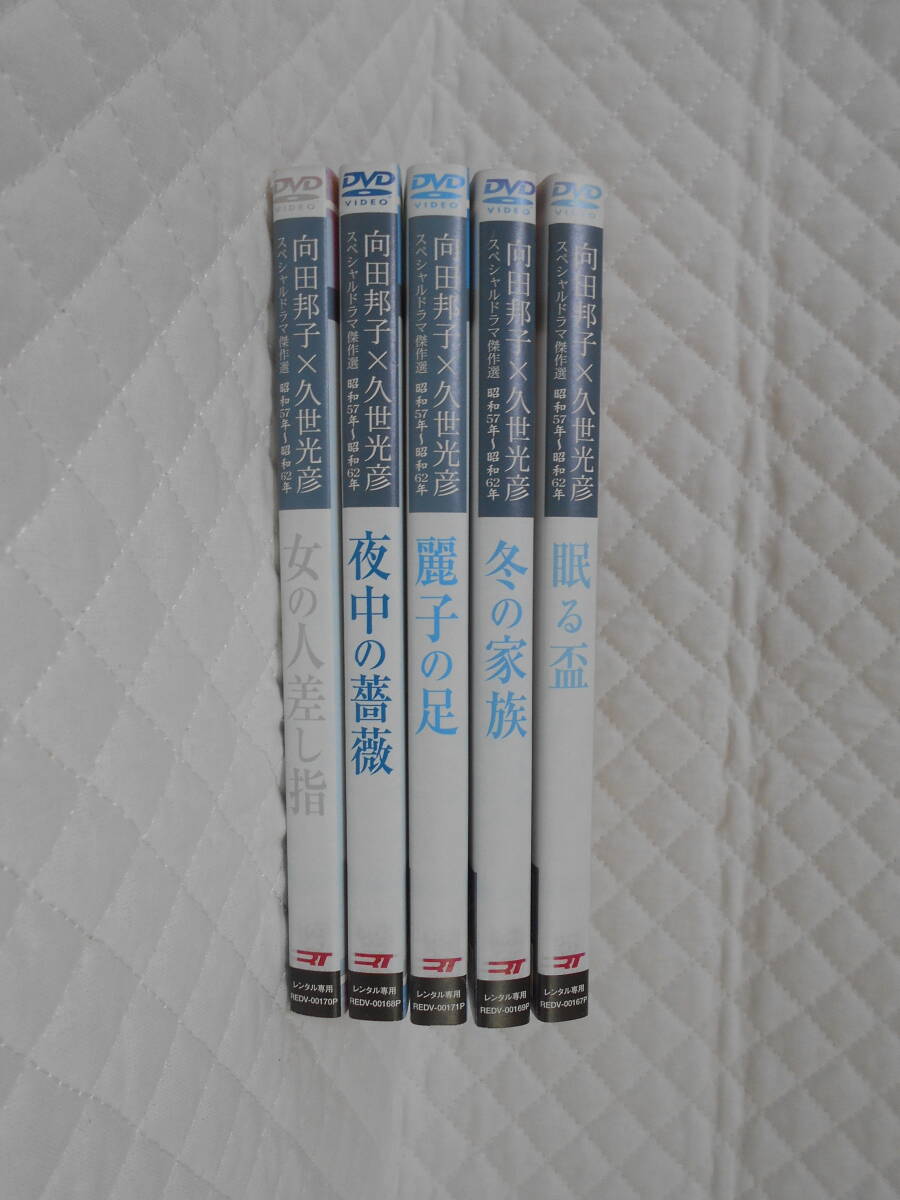 DVD
VIDEO
向田邦子×久世光彦
スペシャルドラマ傑作選 昭和57年～昭和62年
女の人差し指
RT
レンタル専用
REDV-00170P
DVD
VIDEO
向田邦子×久世光彦
スペシャルドラマ傑作選 昭和57年～昭和62年
夜中の薔薇
RT
レンタル専用
REDV-00168P
DVD
VIDEO
向田邦子×久世光彦
スペシャルドラマ傑作選 昭和57年～昭和62年
麗子の足
RT
レンタル専用
REDV-00171P
DVD
VIDEO
向田邦子×久世光彦
スペシャルドラマ傑作選 昭和57年～昭和62年
冬の家族
RT
レンタル専用
REDV-00169P
DVD
VIDEO
向田邦子×久世光彦
スペシャルドラマ傑作選 昭和57年～昭和62年
眠る盃
RT
レンタル専用
REDV-00167P